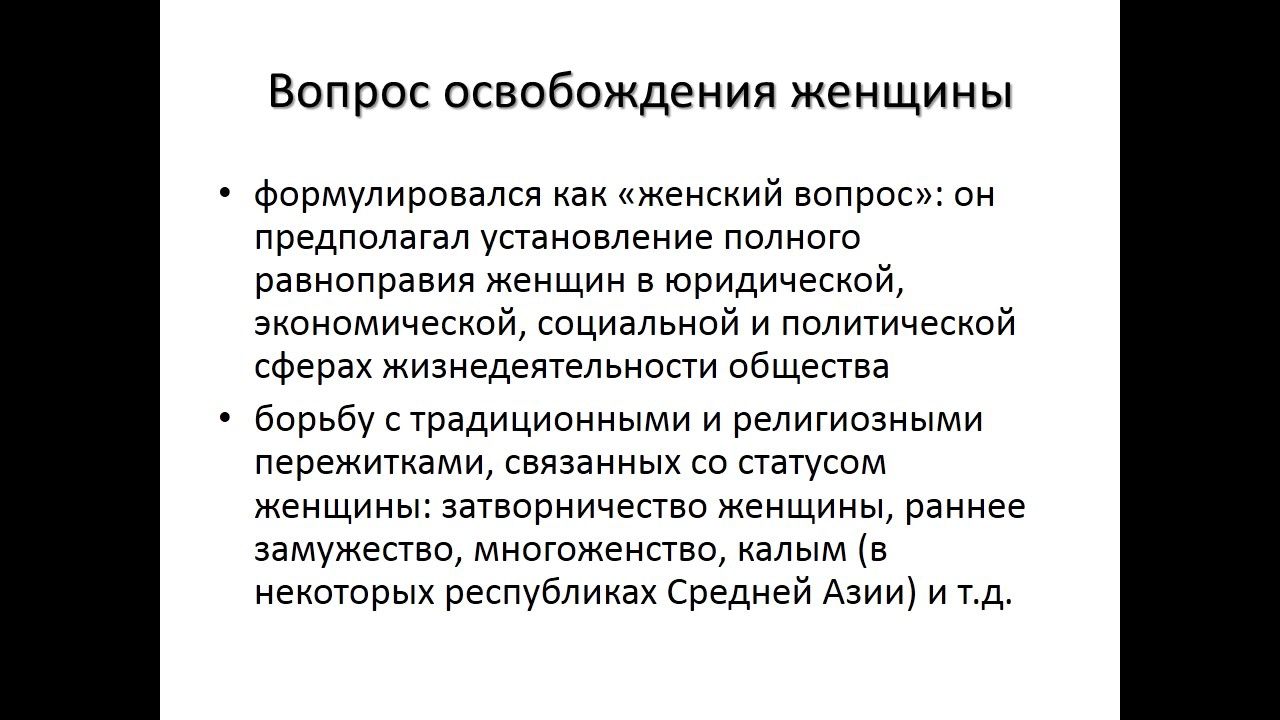 Вопрос освобождения женщины
• формулировался как «женский вопрос»: он
предполагал установление полного
равноправия женщин в юридической,
экономической, социальной и политической
сферах жизнедеятельности общества
• борьбу с традиционными и религиозными
пережитками, связанных со статусом
женщины: затворничество женщины, раннее
замужество, многоженство, калым (в
некоторых республиках Средней Азии) и т.д.